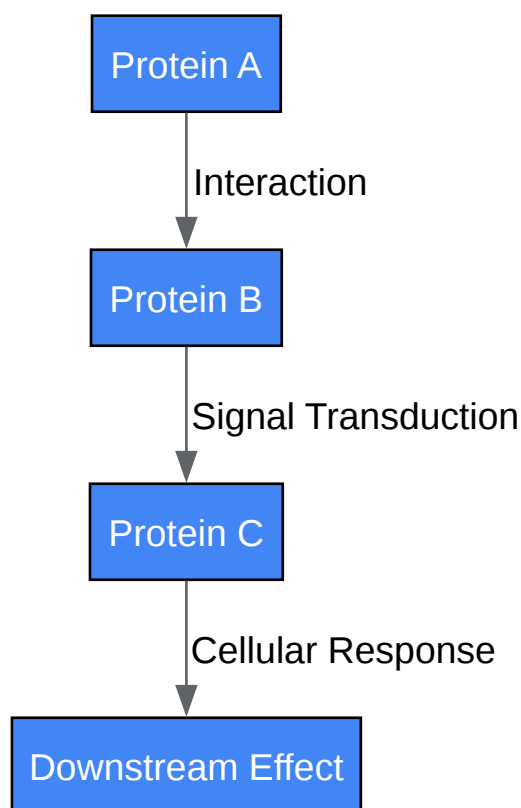 Protein A
Interaction
Protein B
Signal Transduction
Protein C
Cellular Response
Downstream Effect